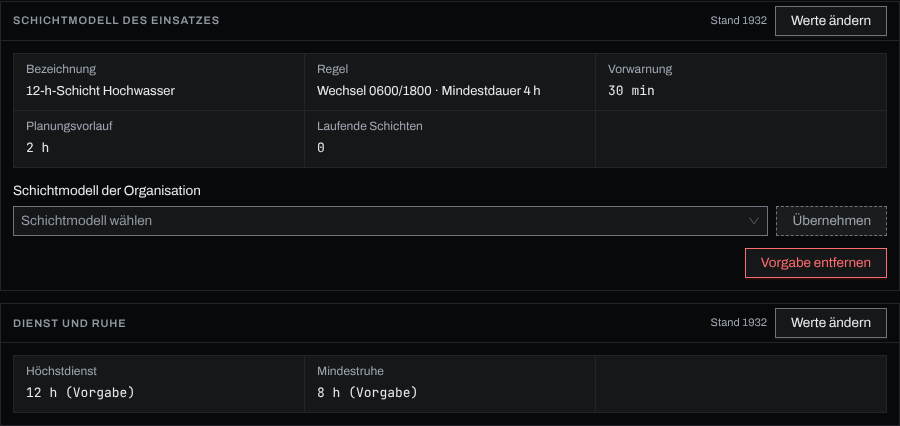 SCHICHTMODELL DES EINSATZES
Stand 1932
Werte ändern
Bezeichnung
12-h-Schicht Hochwasser
Regel
Wechsel 0600/1800 · Mindestdauer 4 h
Vorwarnung
30 min
Planungsvorlauf
2 h
Laufende Schichten
0
Schichtmodell der Organisation
Schichtmodell wählen
Übernehmen
Vorgabe entfernen
DIENST UND RUHE
Stand 1932
Werte ändern
Höchstdienst
12 h (Vorgabe)
Mindestruhe
8 h (Vorgabe)